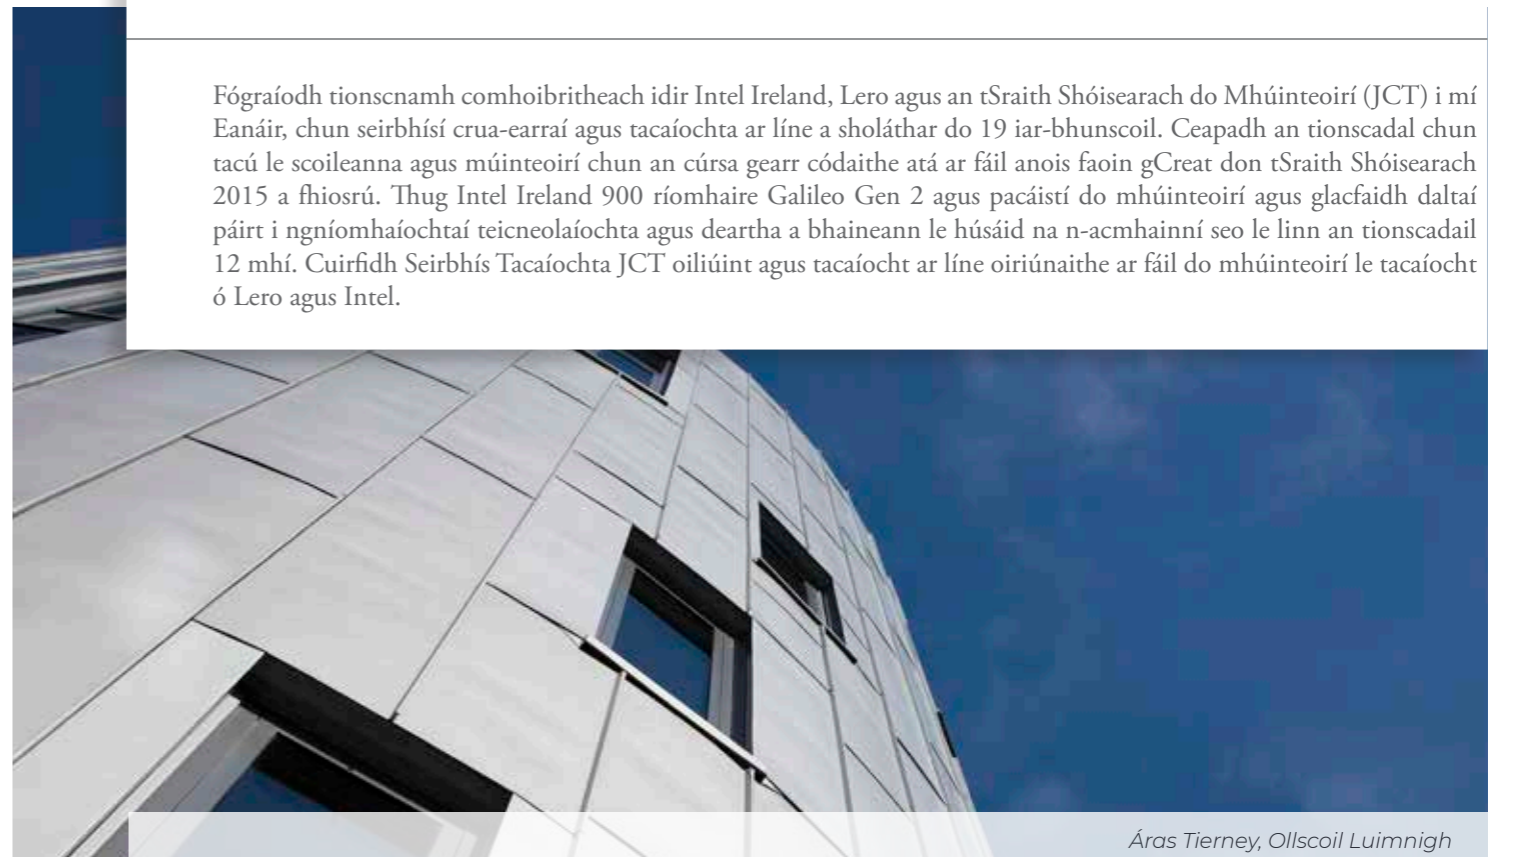 Fógraíodh tionscnamh comhoibritheach idir Intel Ireland, Lero agus an tSraith Shóisearach do Mhúinteoirí (JCT) i mí
Eanáir, chun seirbhísí crua-earraí agus tacaíochta ar líne a sholáthar do 19 iar-bhunscoil. Ceapadh an tionscadal chun
tacú le scoileanna agus múinteoirí chun an cúrsa gearr códaithe atá ar fáil anois faoin gCreat don tSraith Shóisearach
2015 a fhiosrú. Thug Intel Ireland 900 ríomhaire Galileo Gen 2 agus pacáistí do mhúinteoirí agus glacfaidh daltaí
páirt i ngníomhaíochtaí teicneolaíochta agus deartha a bhaineann le húsáid na n-acmhainní seo le linn an tionscadail
12 mhí. Cuirfidh Seirbhís Tacaíochta JCT oiliúint agus tacaíocht ar líne oiriúnaithe ar fáil do mhúinteoirí le tacaíocht
ó Lero agus Intel.
Áras Tierney, Ollscoil Luimnigh